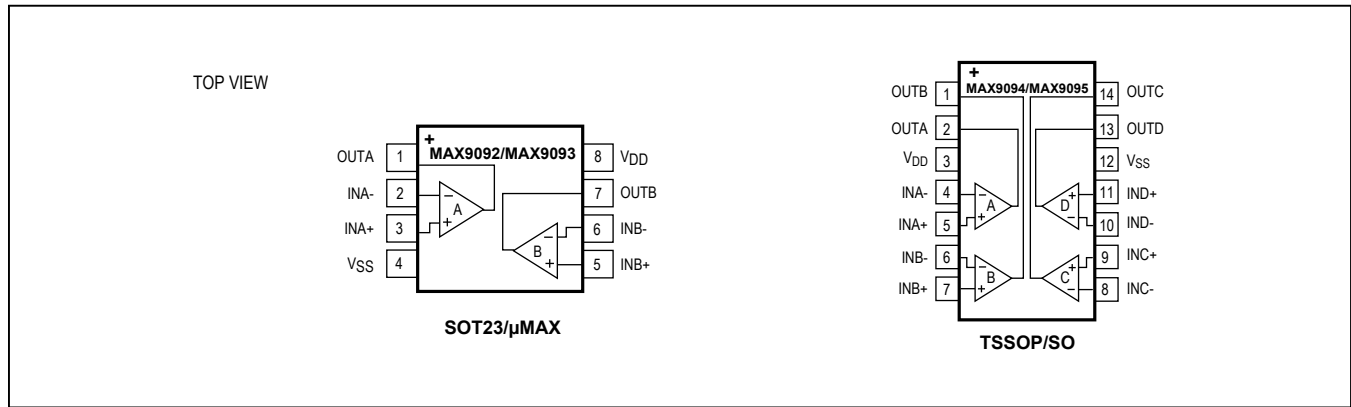 TOP VIEW
+
MAX9092/MAX9093
OUTA 1
INA- 2
INA+ 3
VSS 4
8 VDD
7 OUTB
6 INB-
5 INB+
− + A
B − +
SOT23/µMAX
+
MAX9094/MAX9095
OUTB 1
OUTA 2
VDD 3
INA- 4
INA+ 5
INB- 6
INB+ 7
14 OUTC
13 OUTD
12 VSS
11 IND+
10 IND-
9 INC+
8 INC-
− + A
D + −
− + B
C + −
TSSOP/SO